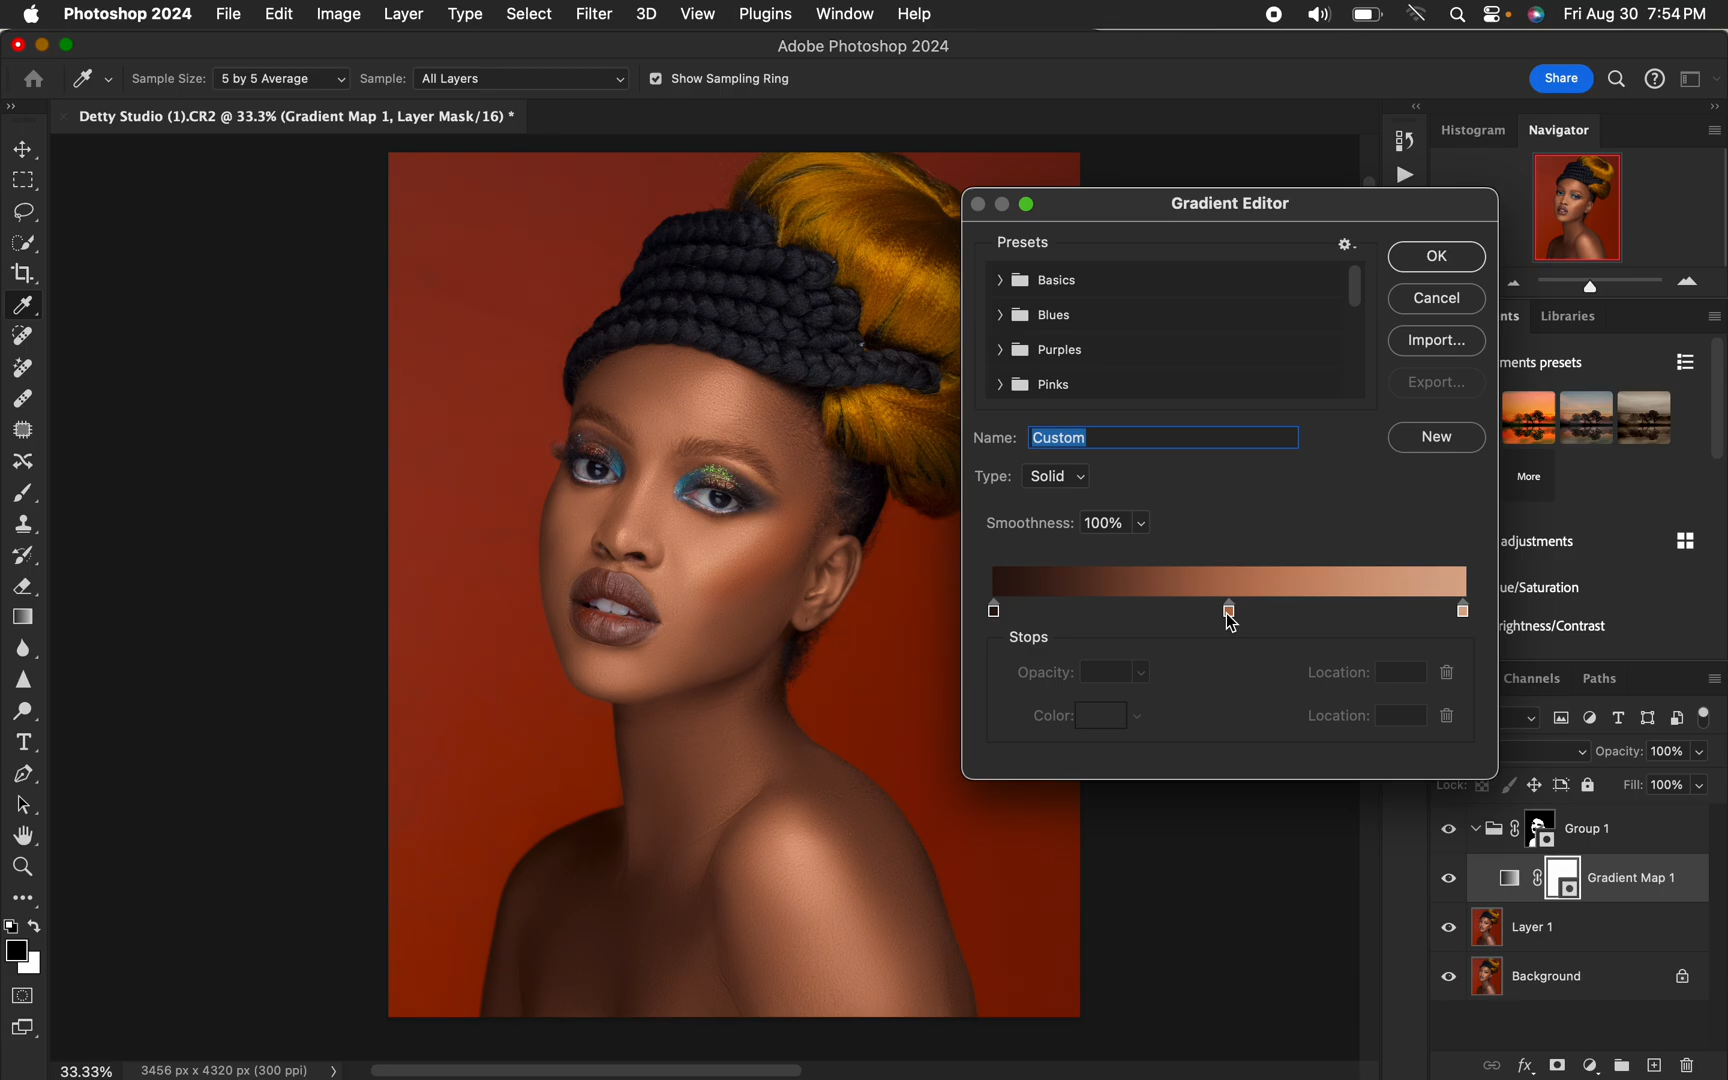 Photoshop 2024 File Edit Image Layer Type Select Filter 3D View Plugins Window Help Fri Aug 30 7:54 PM
Adobe Photoshop 2024
Sample Size: 5 by 5 Average Sample: All Layers Show Sampling Ring Share
Detty Studio (1).CR2 @ 33.3% (Gradient Map 1, Layer Mask/16) *
Histogram Navigator
Gradient Editor
Presets
Basics
Blues
Purples
Pinks
OK
Cancel
Import...
Export...
Name: Custom
New
Type: Solid
Smoothness: 100%
Stops
Opacity: Location:
Color: Location:
nts Libraries
ments presets
More
adjustments
ue/Saturation
rightness/Contrast
Channels Paths
Opacity: 100%
Lock: Fill: 100%
Group 1
Gradient Map 1
Layer 1
Background
33.33% 3456 px x 4320 px (300 ppi)